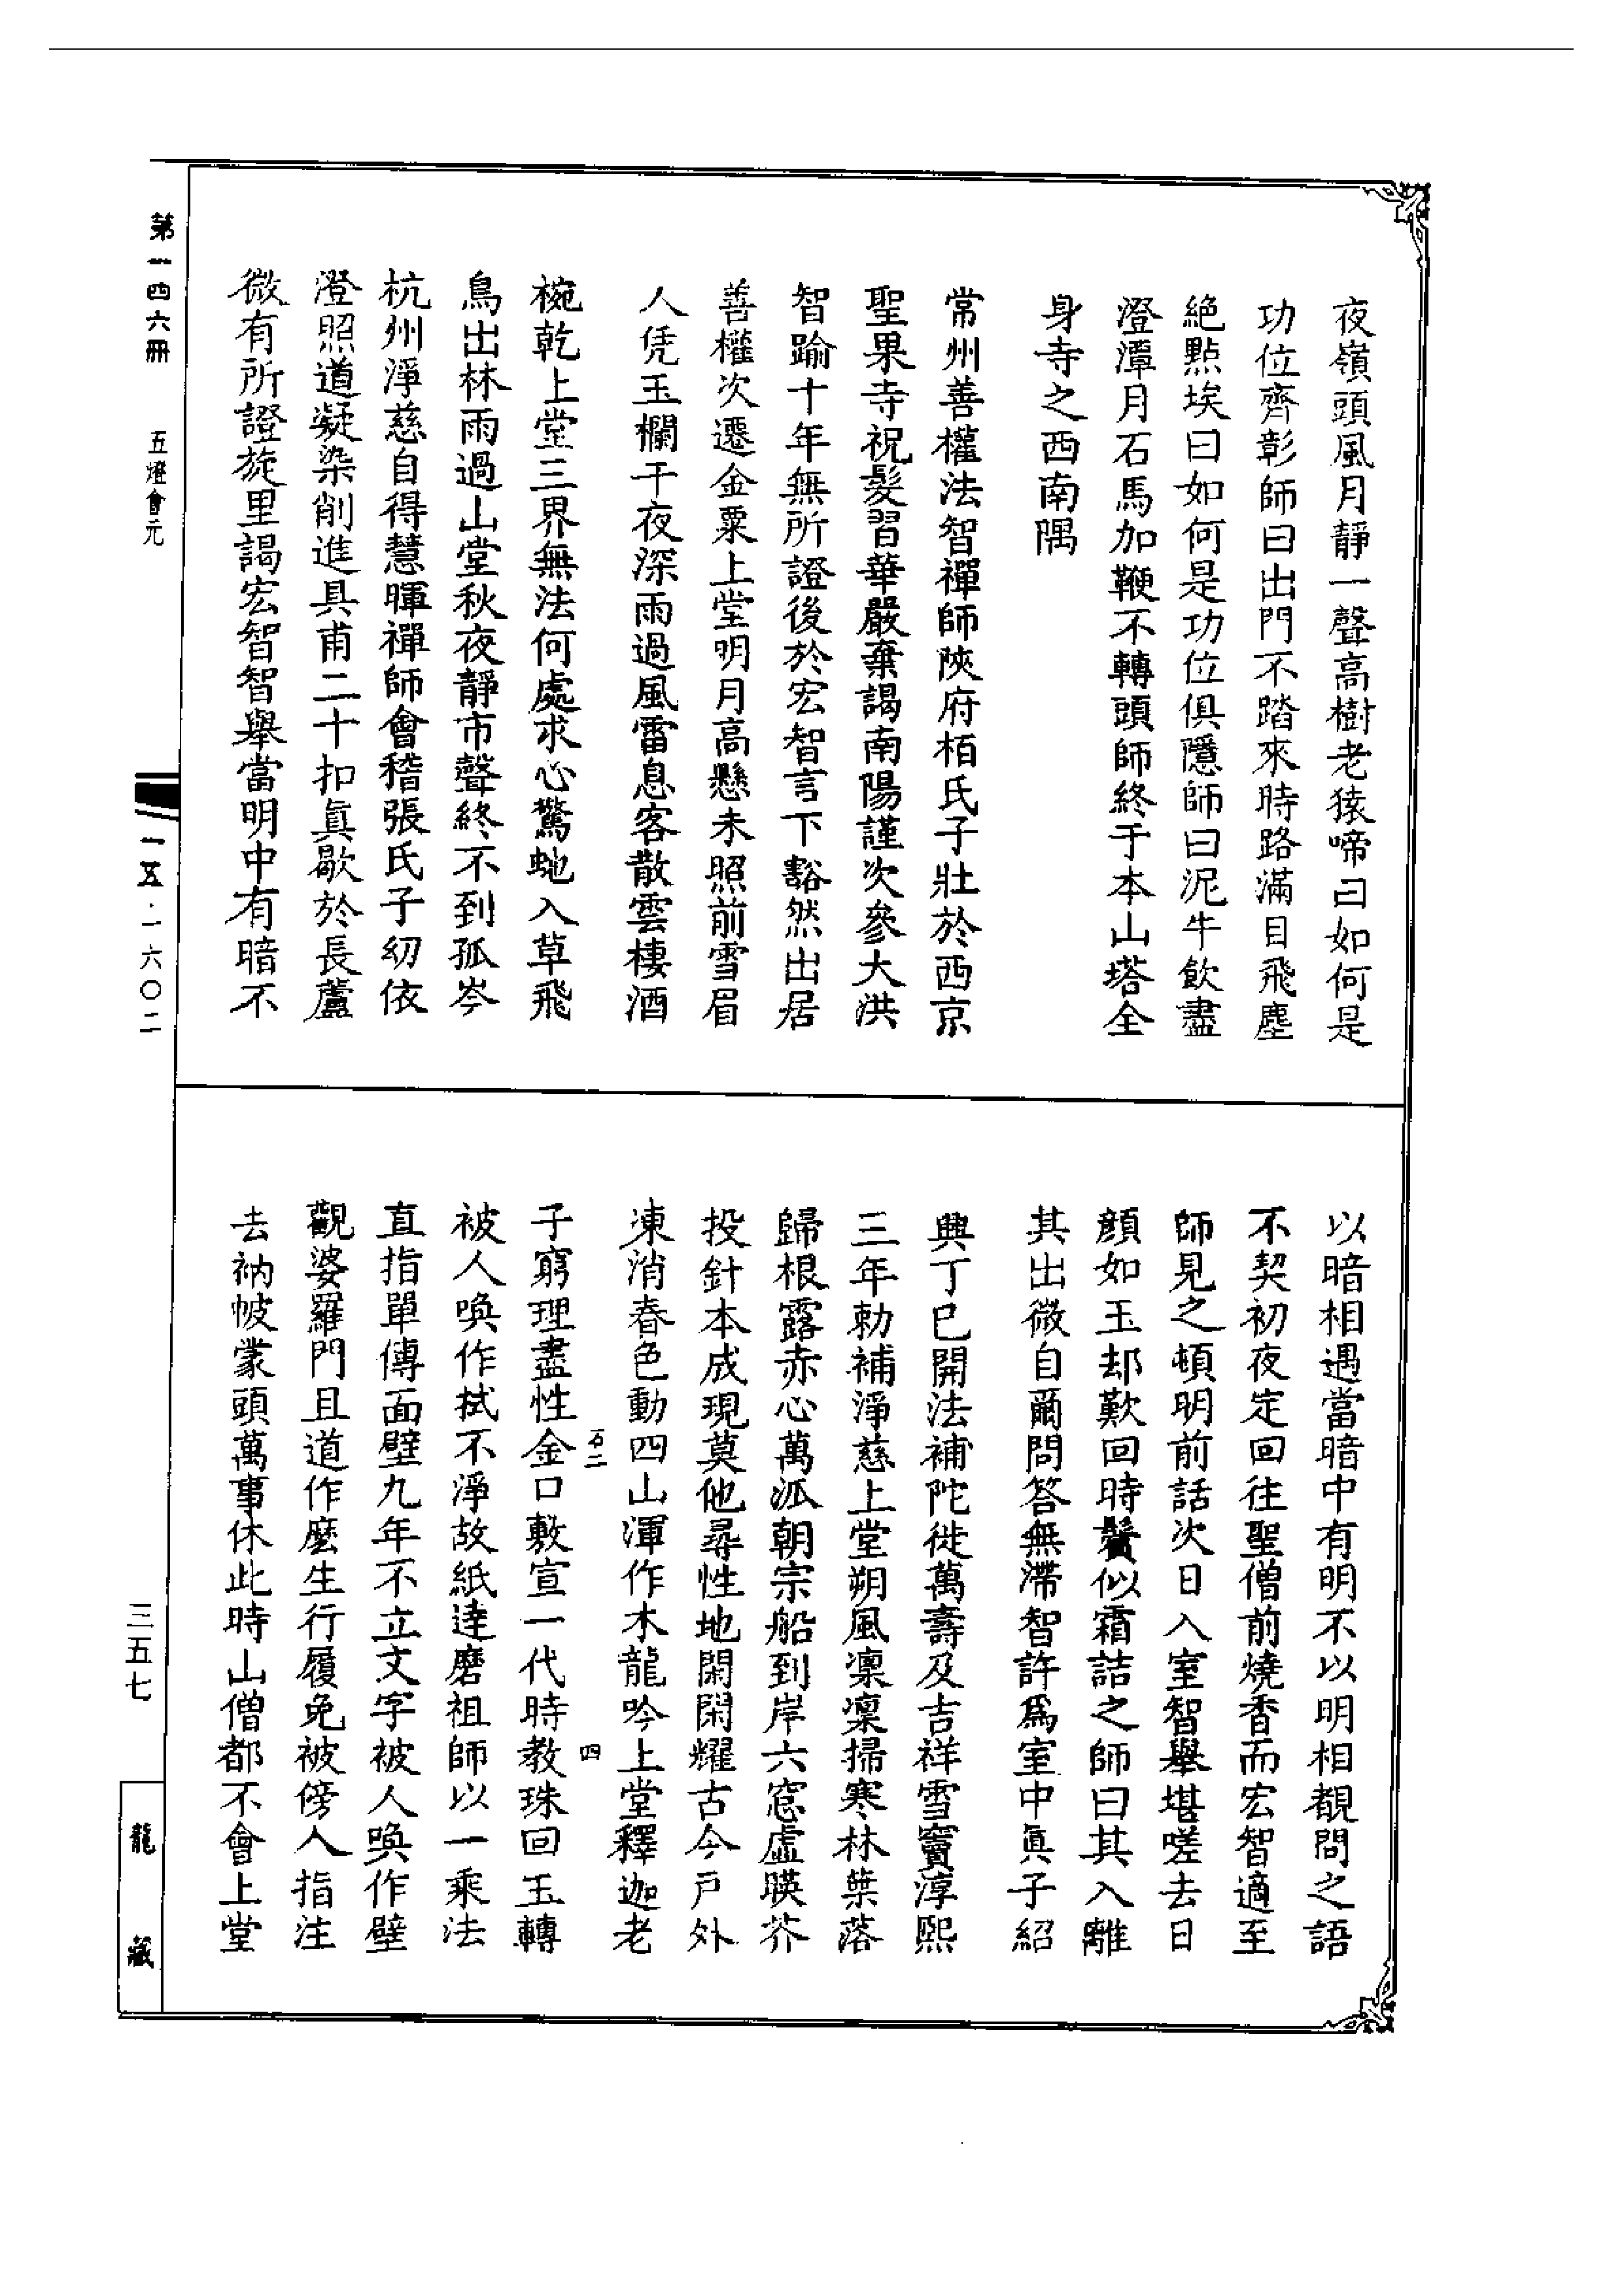 夜嶺頭風月靜一聲高樹老猿啼曰如何是
功位齊彰師曰出門不踏來時路滿目飛塵
絕點埃曰如何是功位俱隱師曰泥牛飲盡
澄潭月石馬加鞭不轉頭師終于本山塔全
身寺之西南隅
常州善權法智禪師陝府栢氏子壯於西京
聖果寺祝髮習華嚴棄謁南陽謹次參大洪
智踰十年無所證後於宏智言下豁然出居
善權次遷金粟上堂明月高懸未照前雪眉
人凭玉欄干夜深雨過風雷息客散雲樓酒
椀乾上堂三界無法何處求心驚虵入草飛
鳥出林雨過山堂秋夜靜市聲終不到孤岑
杭州淨慈自得慧暉禪師會稽張氏子幼依
澄照道凝染削進具甫二十扣眞歇於長蘆
微有所證旋里謁宏智智舉當明中有暗不
以暗相遇當暗中有明不以明相覩問之語
不契初夜定回往聖僧前燒香而宏智適至
師見之頓明前話次日入室智舉堪嗟去日
顏如玉却歎回時鬢似霜詰之師曰其入離
其出微自爾問答無滯智許爲室中眞子紹
興丁巳開法補陀徙萬壽及吉祥雪竇淳熙
三年勅補淨慈上堂朔風凜凜掃寒林葉落
歸根露赤心萬派朝宗船到岸六窓虛暎芥
投針本成現莫他尋性地閑閑耀古今戶外
凍消春色動四山渾作木龍吟上堂釋迦老
子窮理盡性金口敷宣一代時教珠回玉轉
被人喚作拭不淨故紙達磨祖師以一乘法
直指單傳面壁九年不立文字被人喚作壁
觀婆羅門且道作麽生行履免被傍人指注
去衲帔蒙頭萬事休此時山僧都不會上堂
石二
四
第一四六冊
五燈會元
一五·一六〇二
三五七
龍藏